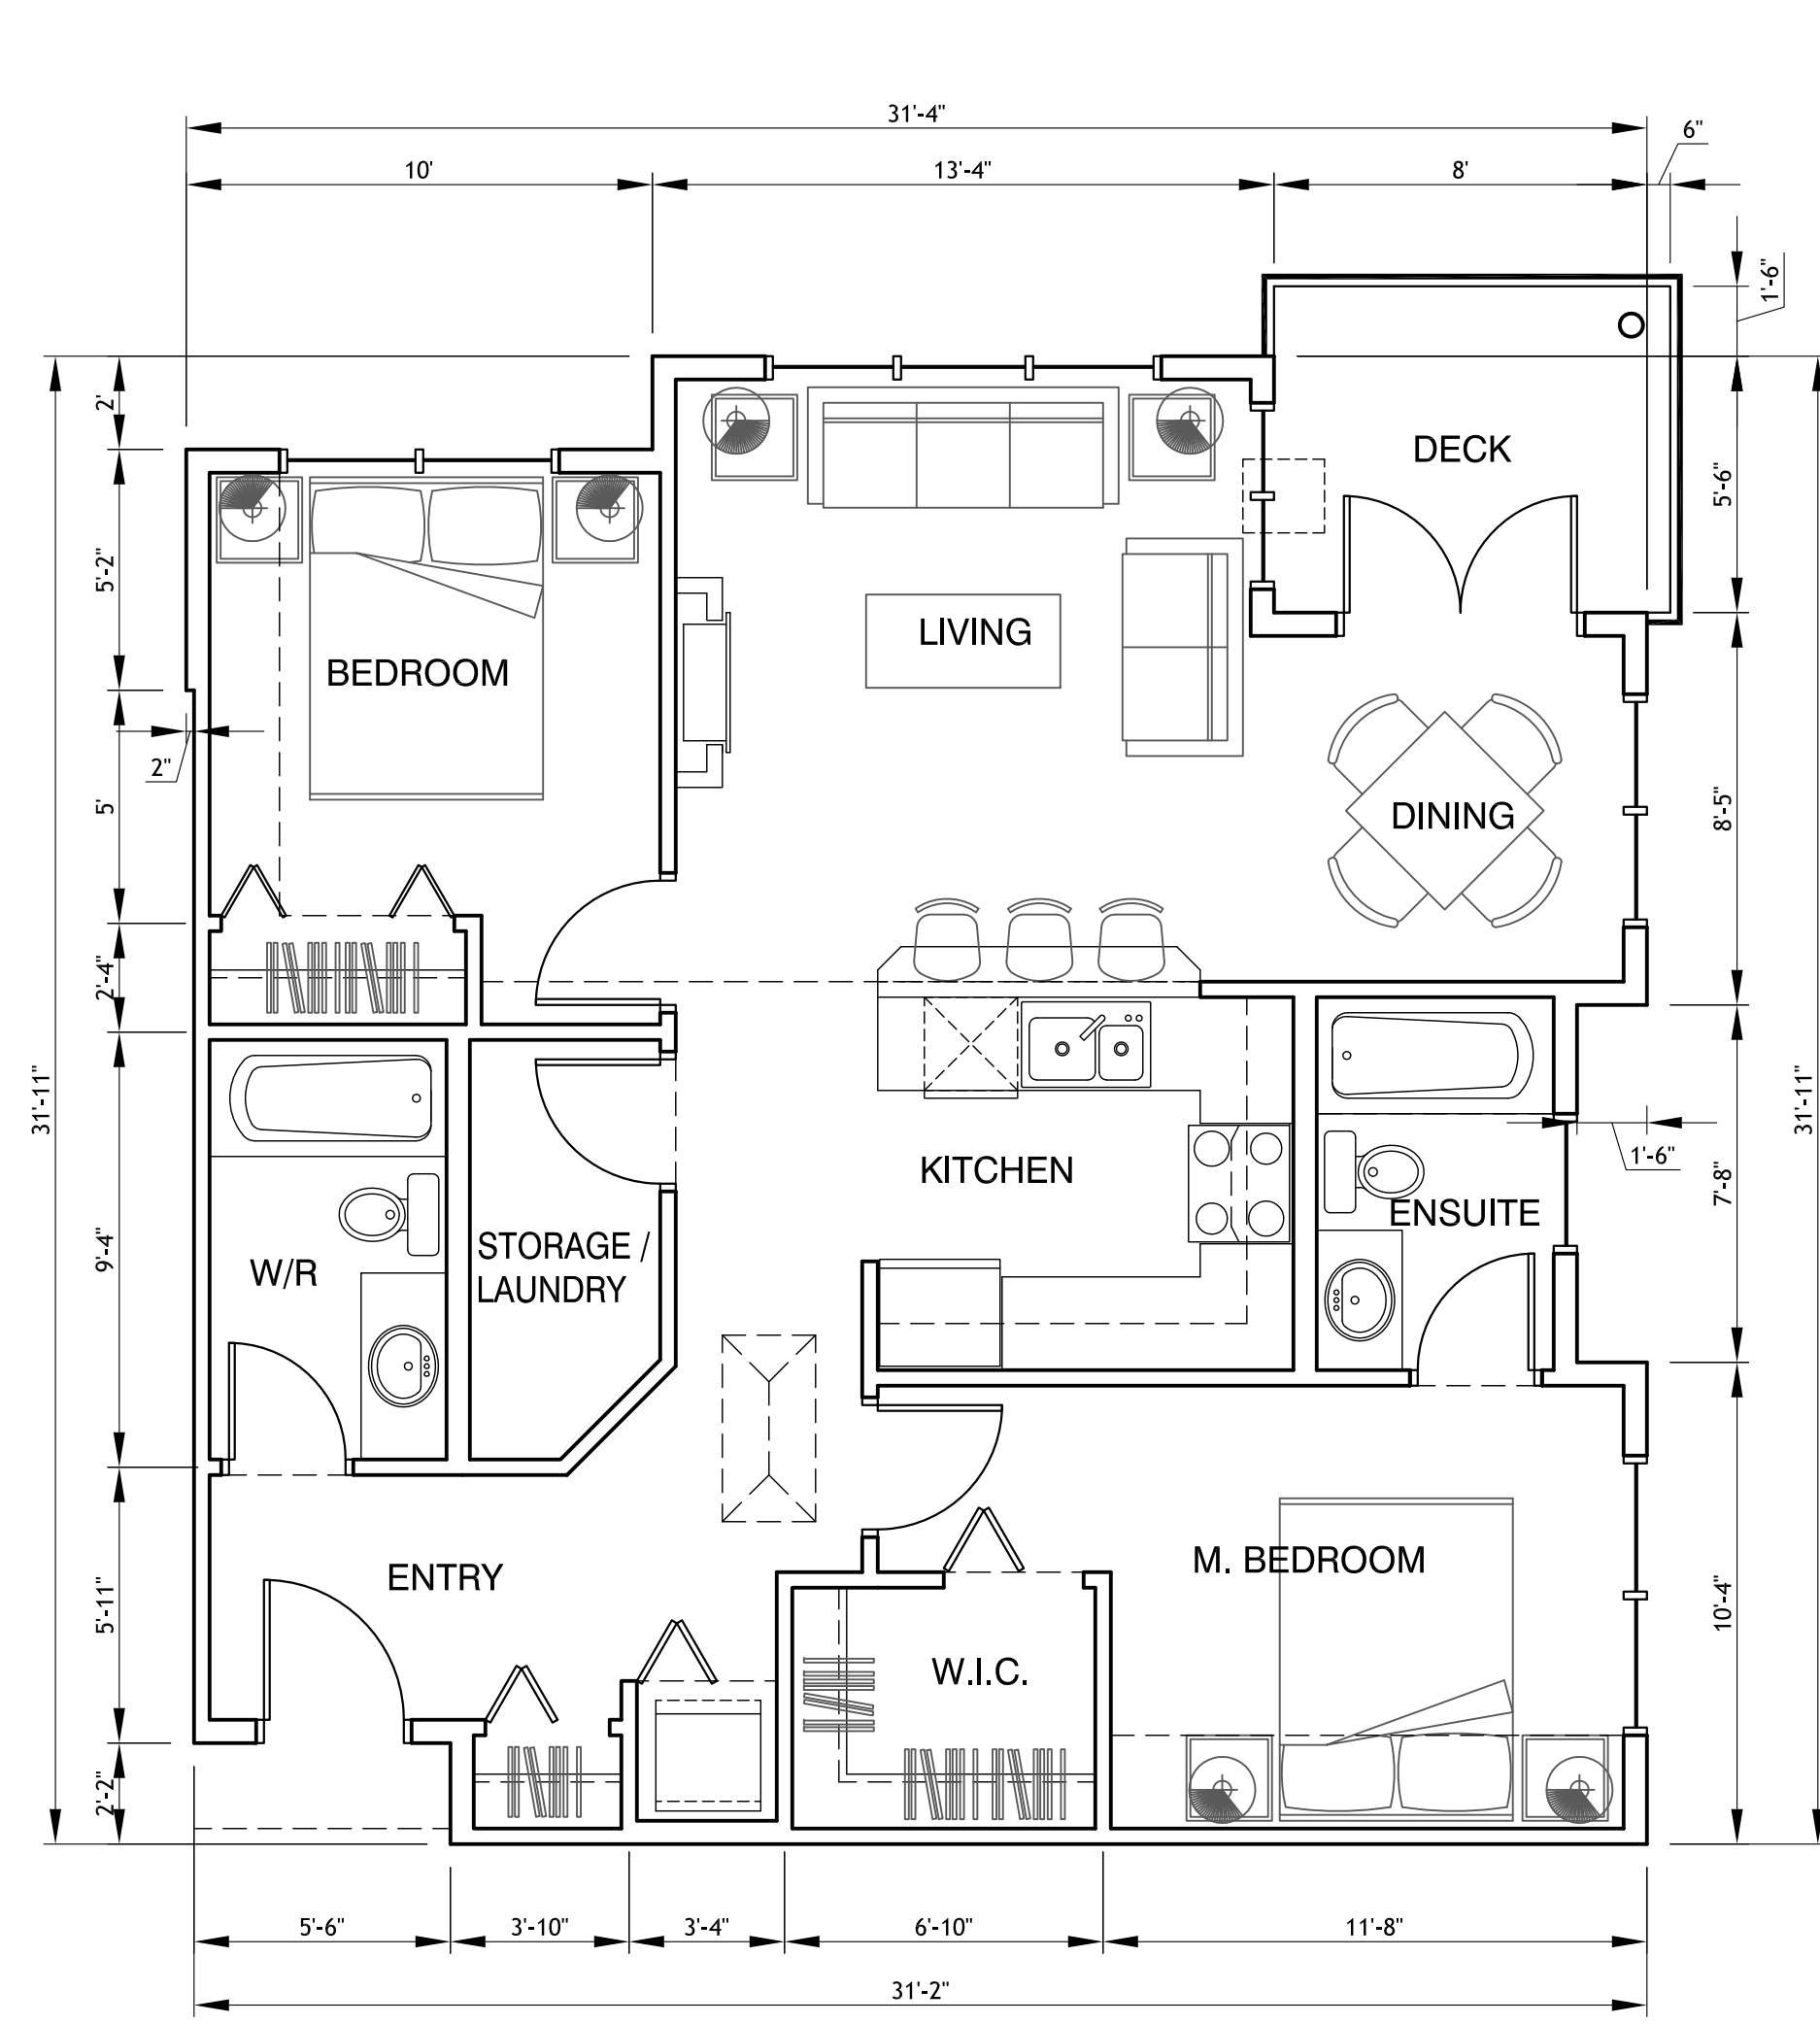 31'-4"
6"
10'
13'-4"
8'
1'-6"
2'
DECK
5'-6"
5'-2"
LIVING
BEDROOM
2"
5'
DINING
8'-5"
2'-4"
31'-11"
31'-11"
KITCHEN
1'-6"
7'-8"
ENSUITE
9'-4"
STORAGE /
LAUNDRY
W/R
ENTRY
M. BEDROOM
5'-11"
10'-4"
W.I.C.
2'-2"
5'-6"
3'-10"
3'-4"
6'-10"
11'-8"
31'-2"